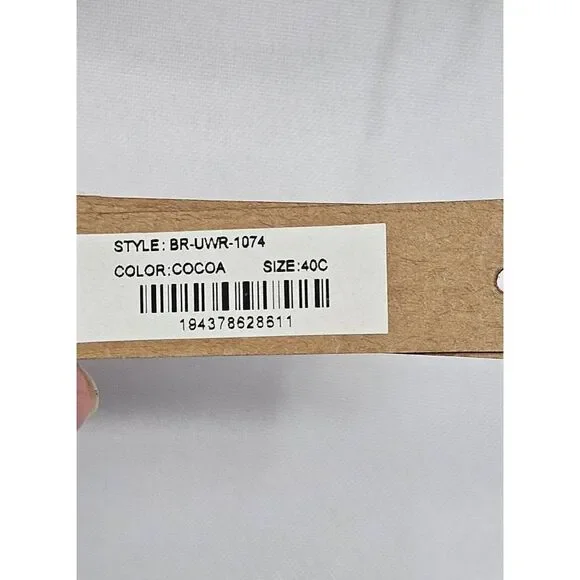 STYLE: BR-UWR-1074
COLOR:COCOA SIZE:40C
194378628611